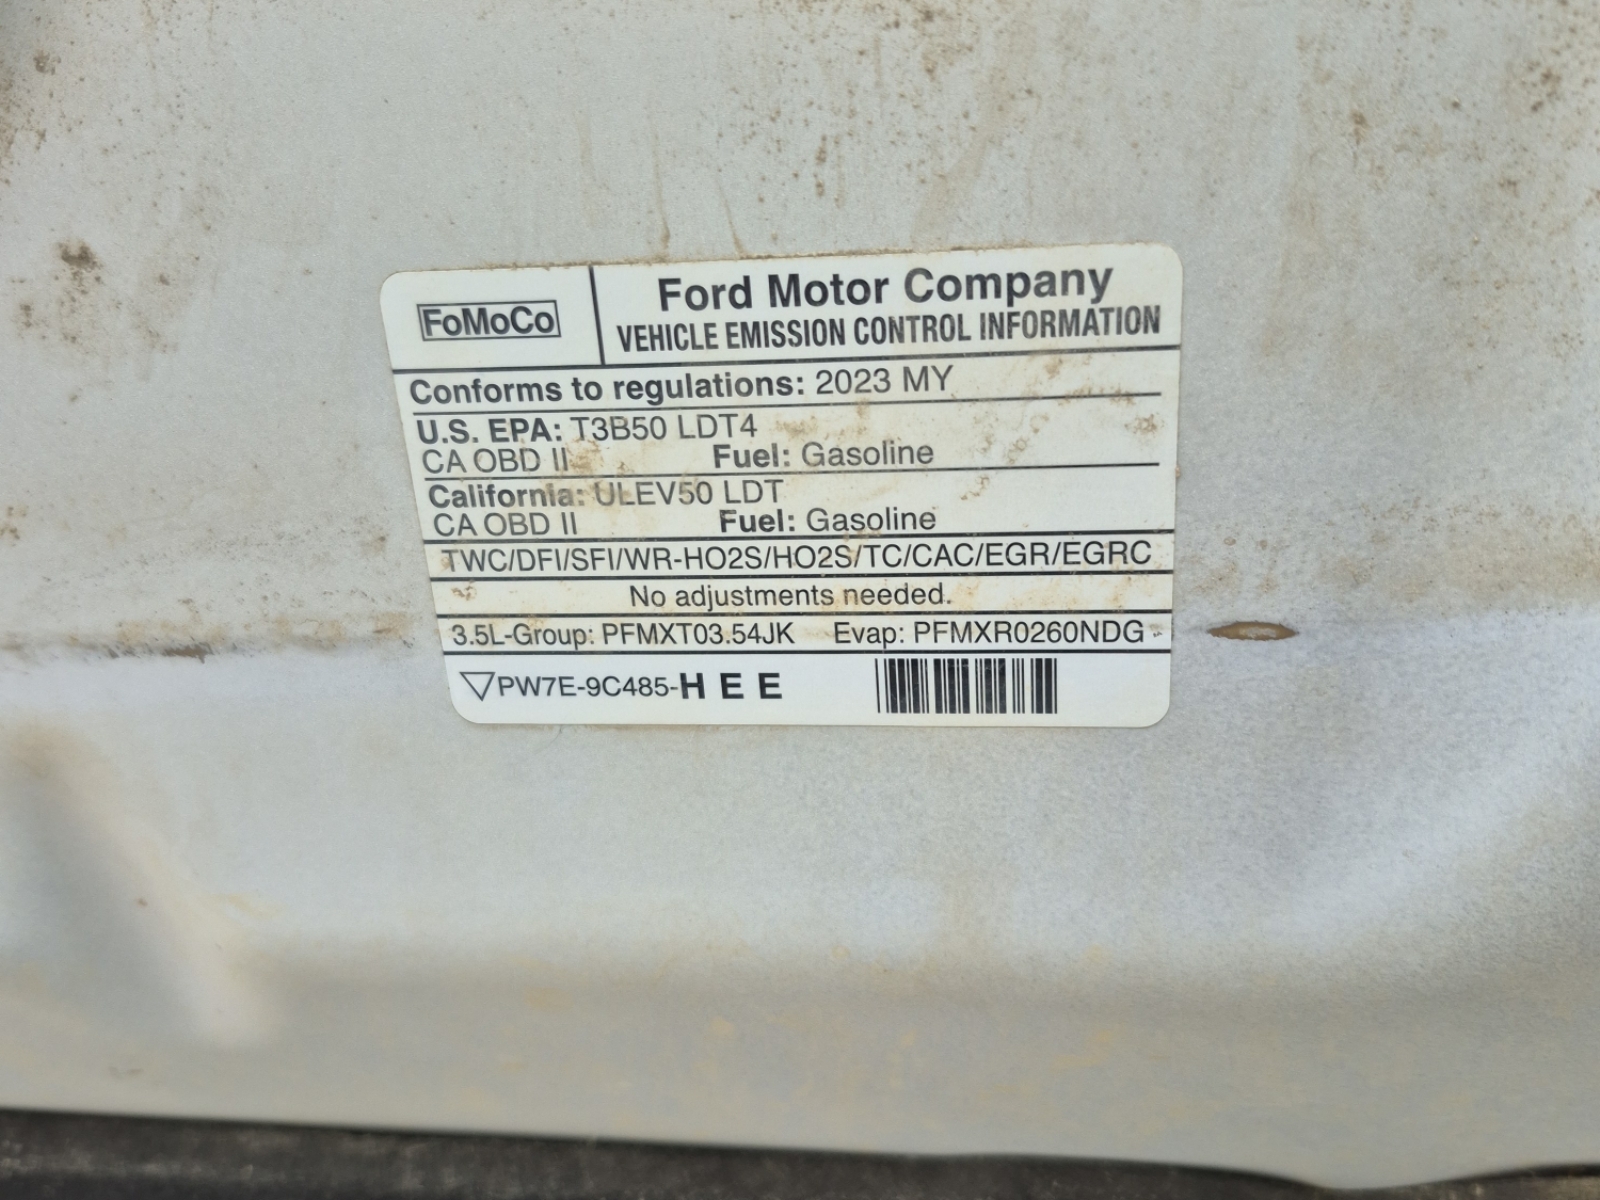 FoMoCo
Ford Motor Company
VEHICLE EMISSION CONTROL INFORMATION
Conforms to regulations: 2023 MY
U.S. EPA: T3B50 LDT4
CA OBD II Fuel: Gasoline
California: ULEV50 LDT
CA OBD II Fuel: Gasoline
TWC/DFI/SFI/WR-HO2S/HO2S/TC/CAC/EGR/EGRC
No adjustments needed.
3.5L-Group: PFMXT03.54JK Evap: PFMXR0260NDG
PW7E-9C485-HEE